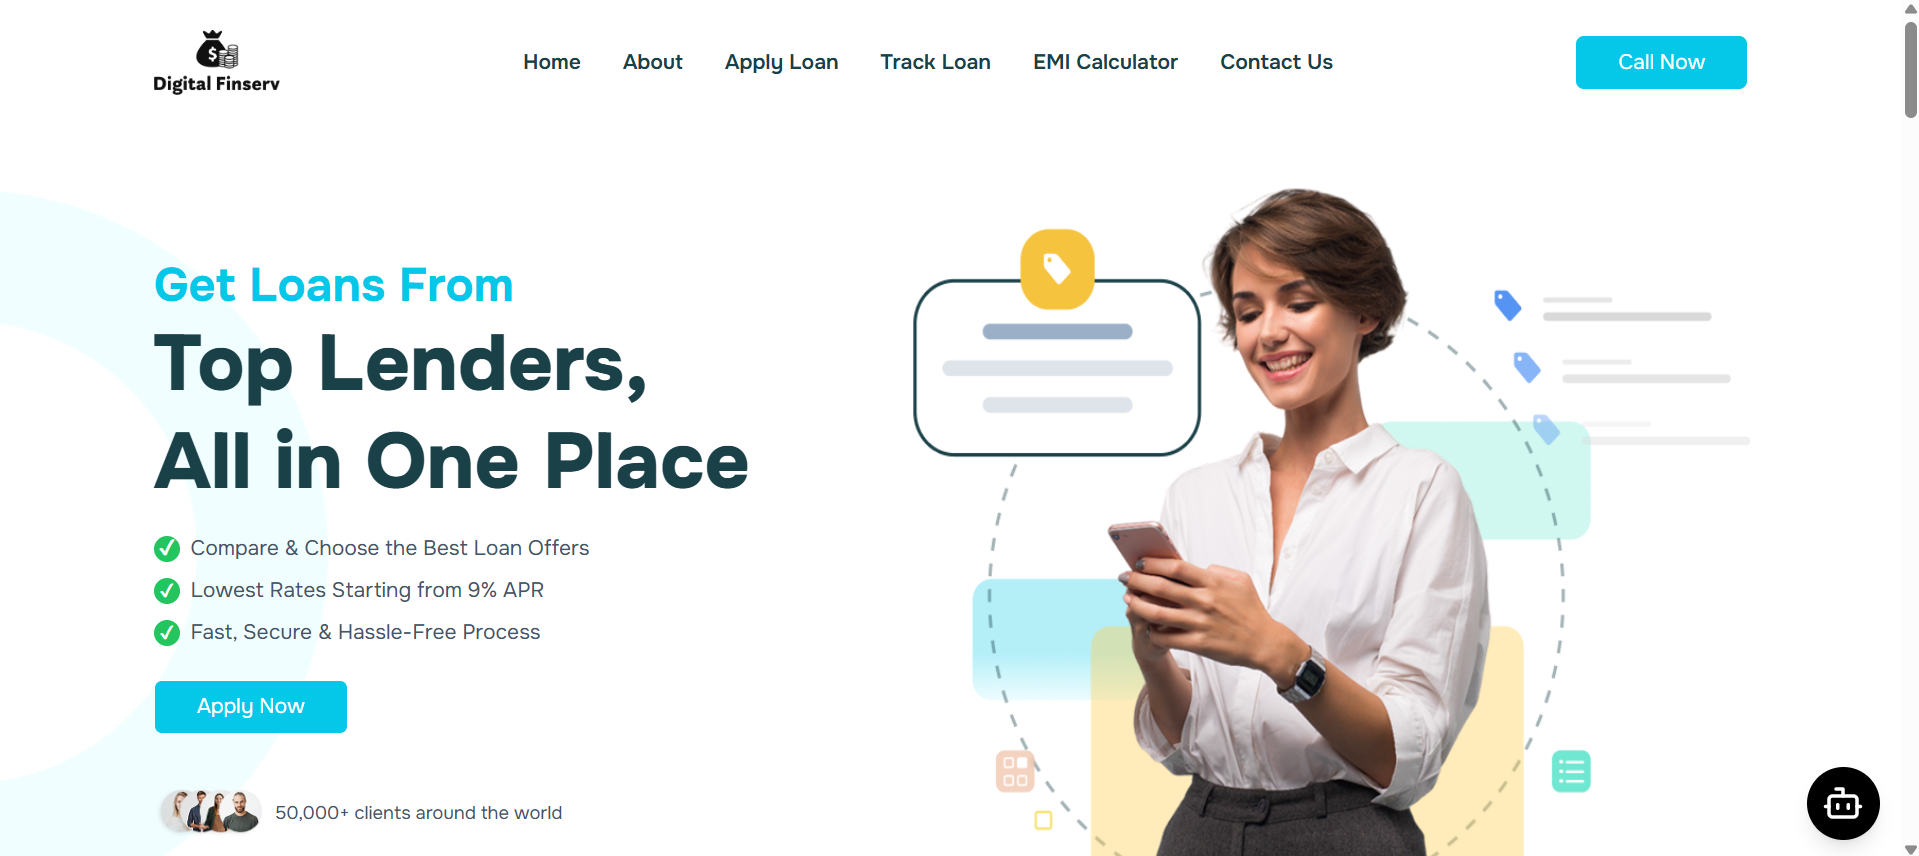 Digital Finserv
Home
About
Apply Loan
Track Loan
EMI Calculator
Contact Us
Call Now
Get Loans From
Top Lenders,
All in One Place
Compare & Choose the Best Loan Offers
Lowest Rates Starting from 9% APR
Fast, Secure & Hassle-Free Process
Apply Now
50,000+ clients around the world